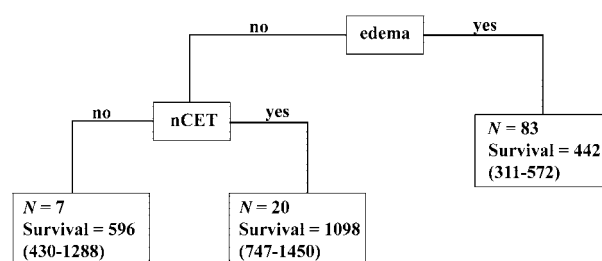 no
edema
yes
no
nCET
yes
N = 83
Survival = 442
(311-572)
N = 7
Survival = 596
(430-1288)
N = 20
Survival = 1098
(747-1450)